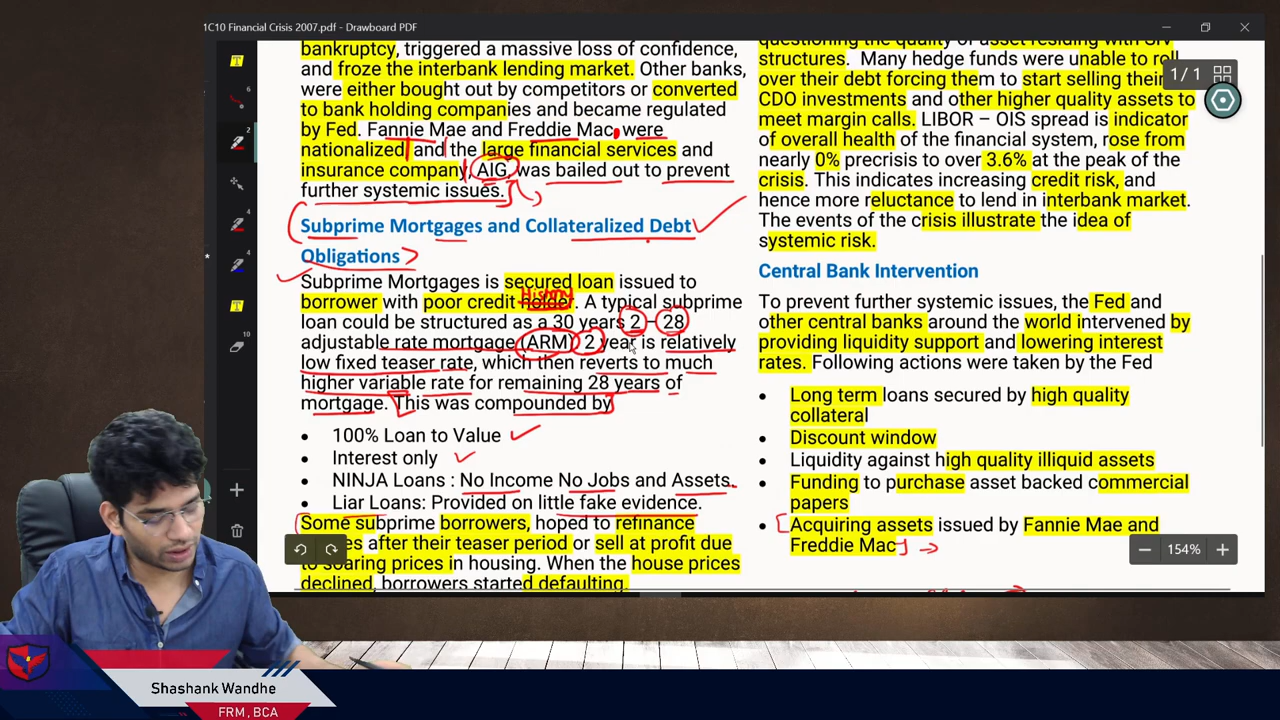 1C10 Financial Crisis 2007.pdf - Drawboard PDF
bankruptcy, triggered a massive loss of confidence,
and froze the interbank lending market. Other banks,
were either bought out by competitors or converted
to bank holding companies and became regulated
by Fed. Fannie Mae and Freddie Mac were
nationalized and the large financial services and
insurance company, AIG, was bailed out to prevent
further systemic issues.
Subprime Mortgages and Collateralized Debt
Obligations
Subprime Mortgages is secured loan issued to
History
borrower with poor credit holder. A typical subprime
loan could be structured as a 30 years 2 - 28
adjustable rate mortgage (ARM) 2 year is relatively
low fixed teaser rate, which then reverts to much
higher variable rate for remaining 28 years of
mortgage. This was compounded by
• 100% Loan to Value
• Interest only
• NINJA Loans : No Income No Jobs and Assets.
• Liar Loans: Provided on little fake evidence.
Some subprime borrowers, hoped to refinance
after their teaser period or sell at profit due
to soaring prices in housing. When the house prices
declined, borrowers started defaulting.
questioning the quality of asset residing with
structures. Many hedge funds were unable to roll
over their debt forcing them to start selling their
CDO investments and other higher quality assets to
meet margin calls. LIBOR – OIS spread is indicator
of overall health of the financial system, rose from
nearly 0% precrisis to over 3.6% at the peak of the
crisis. This indicates increasing credit risk, and
hence more reluctance to lend in interbank market.
The events of the crisis illustrate the idea of
systemic risk.
Central Bank Intervention
To prevent further systemic issues, the Fed and
other central banks around the world intervened by
providing liquidity support and lowering interest
rates. Following actions were taken by the Fed
• Long term loans secured by high quality
collateral
• Discount window
• Liquidity against high quality illiquid assets
• Funding to purchase asset backed commercial
papers
• Acquiring assets issued by Fannie Mae and
Freddie Mac
1 / 1
154%
6
2
4
4
Shashank Wandhe
FRM, BCA